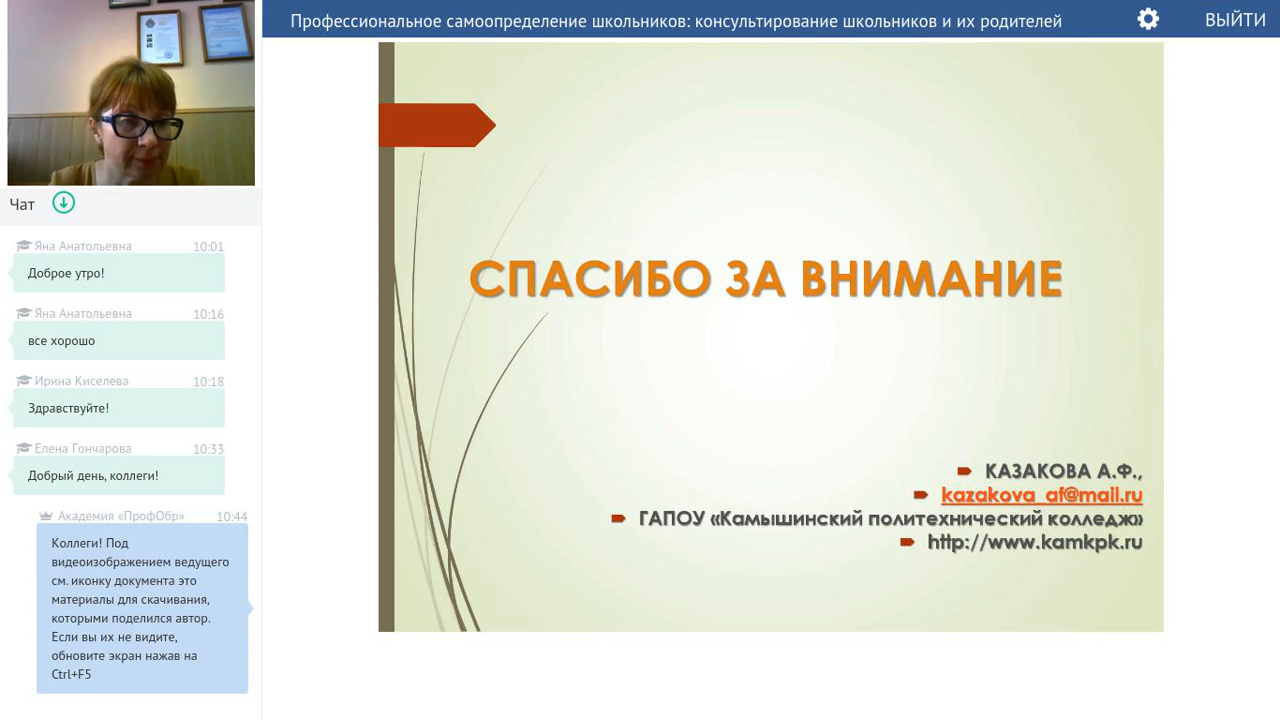 Профессиональное самоопределение школьников: консультирование школьников и их родителей
ВЫЙТИ
Чат
Яна Анатольевна 10:01
Доброе утро!
Яна Анатольевна 10:16
все хорошо
Ирина Киселева 10:18
Здравствуйте!
Елена Гончарова 10:33
Добрый день, коллеги!
Академия «ПрофОбр» 10:44
Коллеги! Под
видеоизображением ведущего
см. иконку документа это
материалы для скачивания,
которыми поделился автор.
Если вы их не видите,
обновите экран нажав на
Ctrl+F5
СПАСИБО ЗА ВНИМАНИЕ
КАЗАКОВА А.Ф.,
kazakova_af@mail.ru
ГАПОУ «Камышинский политехнический колледж»
http://www.kamkpk.ru